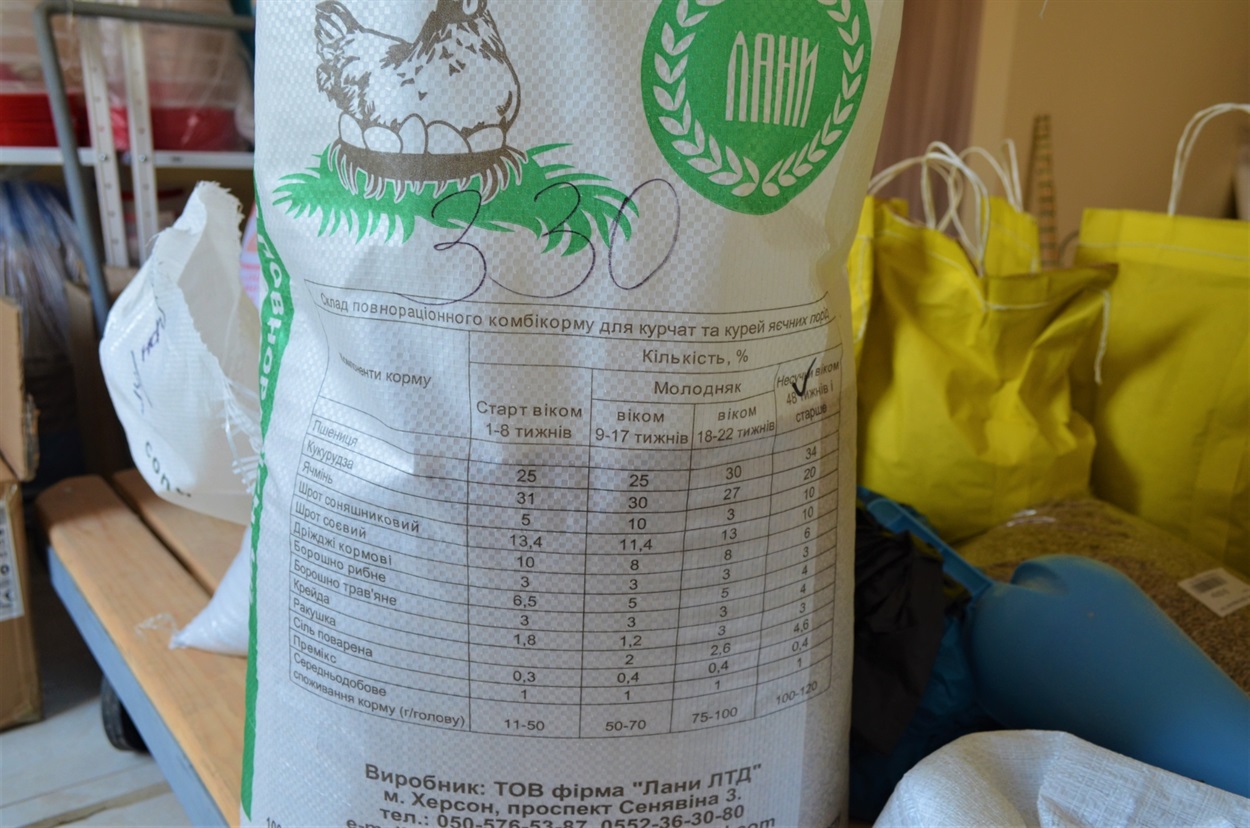 ЛАНИ
330
Склад повнораціонного комбікорму для курчат та курей яєчних порід
Компоненти корму
Кількість, %
Старт віком
1-8 тижнів
Молодняк
віком
9-17 тижнів
віком
18-22 тижнів
Несучки віком
48 тижнів і
старше
Пшениця 25 25 30 34
Кукурудза 31 30 27 20
Ячмінь 5 10 3 10
Шрот соняшниковий 13,4 11,4 13 10
Шрот соєвий 10 8 8 6
Дріжджі кормові 3 3 3 3
Борошно рибне 6,5 5 5 4
Борошно трав'яне 3 3 3 4
Крейда 1,8 1,2 3 3
Ракушка 2 2,6 4,6
Сіль поварена 0,3 0,4 0,4 0,4
Премікс 1 1 1 1
Середньодобове
споживання корму (г/голову) 11-50 50-70 75-100 100-120
Виробник: ТОВ фірма "Лани ЛТД"
м. Херсон, проспект Сенявіна 3.
тел.: 050-576-53-87, 0552-36-30-80